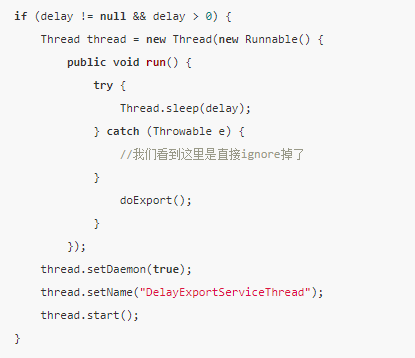 if (delay != null && delay > 0) {
    Thread thread = new Thread(new Runnable() {
        public void run() {
            try {
                Thread.sleep(delay);
            } catch (Throwable e) {
                //我们看到这里是直接ignore掉了
            }
                doExport();
            }
        });
    thread.setDaemon(true);
    thread.setName("DelayExportServiceThread");
    thread.start();
}